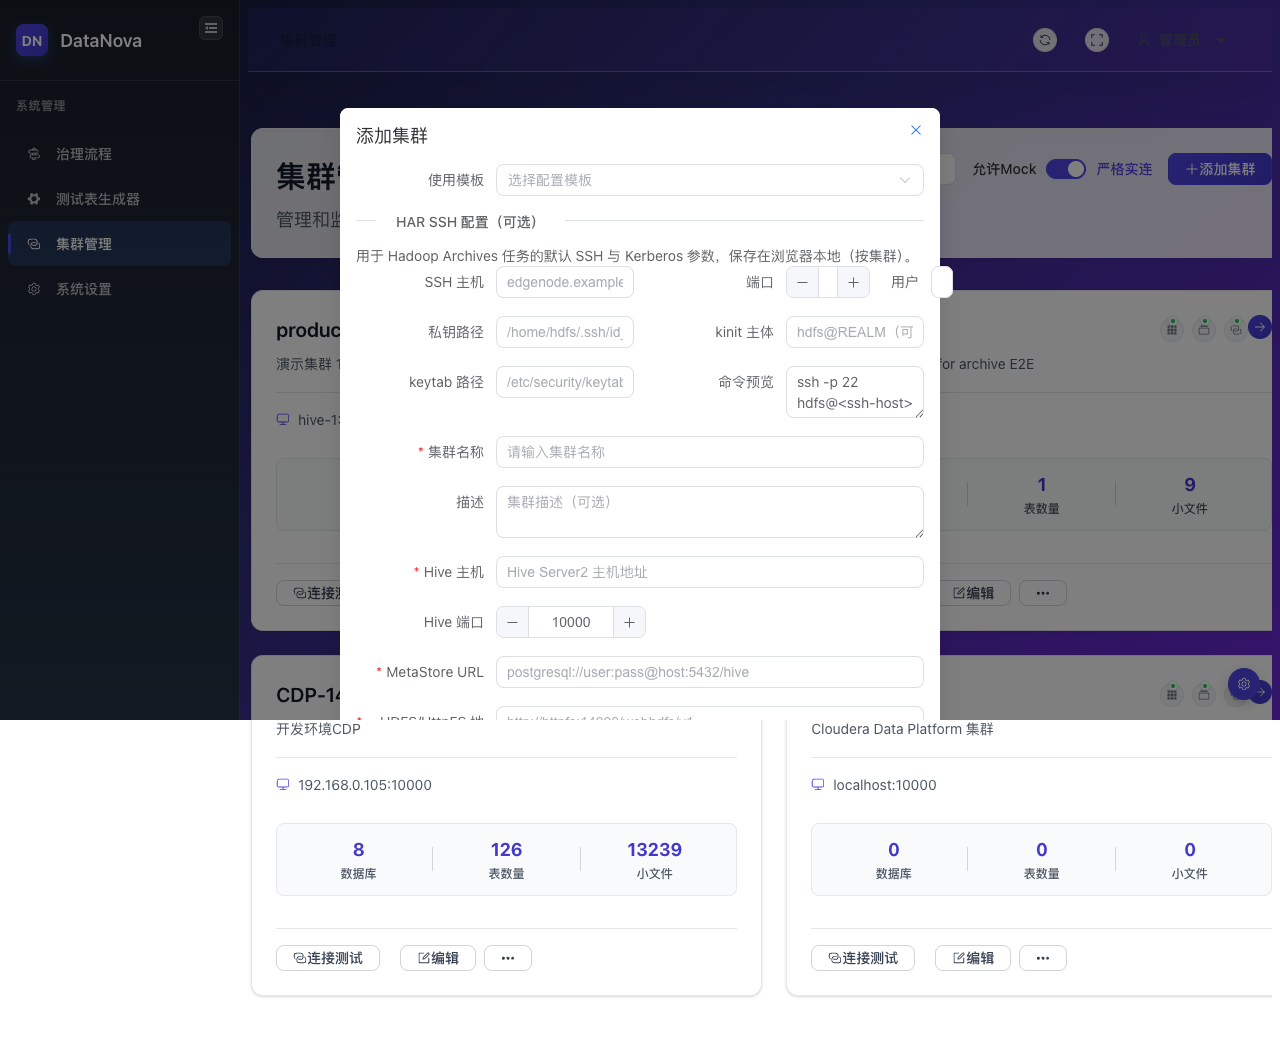 DN DataNova
集群管理
管理员
系统管理
治理流程
测试表生成器
集群管理
系统设置
集群
管理和监
允许Mock 严格实连 添加集群
添加集群
使用模板 选择配置模板
HAR SSH 配置（可选）
用于 Hadoop Archives 任务的默认 SSH 与 Kerberos 参数，保存在浏览器本地（按集群）。
SSH 主机 edgenode.example 端口 用户
私钥路径 /home/hdfs/.ssh/id_ kinit 主体 hdfs@REALM（可
keytab 路径 /etc/security/keytab 命令预览 ssh -p 22
hdfs@<ssh-host>
* 集群名称 请输入集群名称
描述 集群描述（可选）
* Hive 主机 Hive Server2 主机地址
Hive 端口 10000
* MetaStore URL postgresql://user:pass@host:5432/hive
* HDFS/HttpFS 地 http://httpfs:14000/webhdfs/v1
produc
演示集群 1
for archive E2E
hive-13
1 9
表数量 小文件
连接测 编辑
CDP-14
开发环境CDP
192.168.0.105:10000
8 126 13239
数据库 表数量 小文件
连接测试 编辑
Cloudera Data Platform 集群
localhost:10000
0 0 0
数据库 表数量 小文件
连接测试 编辑